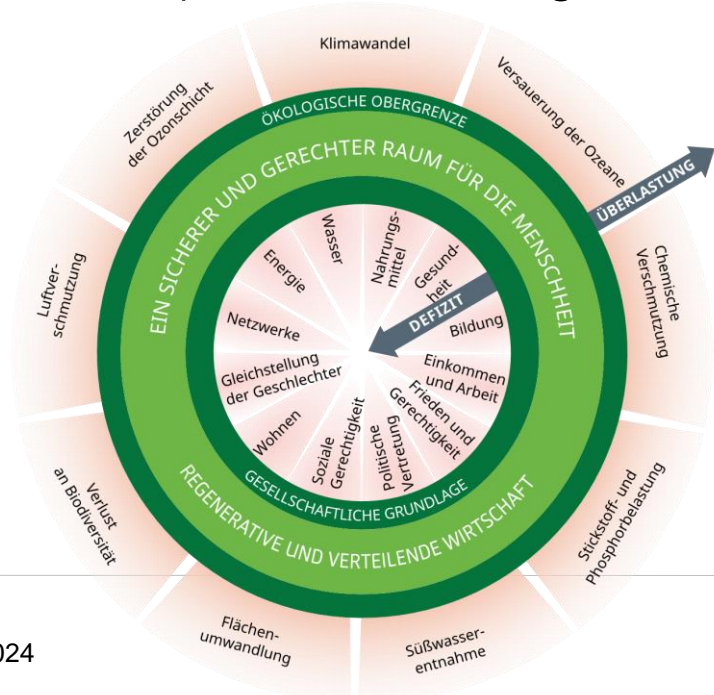 Klimawandel
Versauerung der Ozeane
ÜBERLASTUNG
Chemische
Verschmutzung
Stickstoff- und
Phosphorbelastung
Süßwasser-
entnahme
Flächen-
umwandlung
Verlust
an Biodiversität
Luftver-
schmutzung
Zerstörung
der Ozonschicht
ÖKOLOGISCHE OBERGRENZE
EIN SICHERER UND GERECHTER RAUM FÜR DIE MENSCHHEIT
Wasser
Nahrungs-
mittel
Gesund-
heit
DEFIZIT
Bildung
Einkommen
und Arbeit
Frieden und
Gerechtigkeit
Politische
Vertretung
Soziale
Gerechtigkeit
Wohnen
Gleichstellung
der Geschlechter
Netzwerke
Energie
GESELLSCHAFTLICHE GRUNDLAGE
REGENERATIVE UND VERTEILENDE WIRTSCHAFT
024